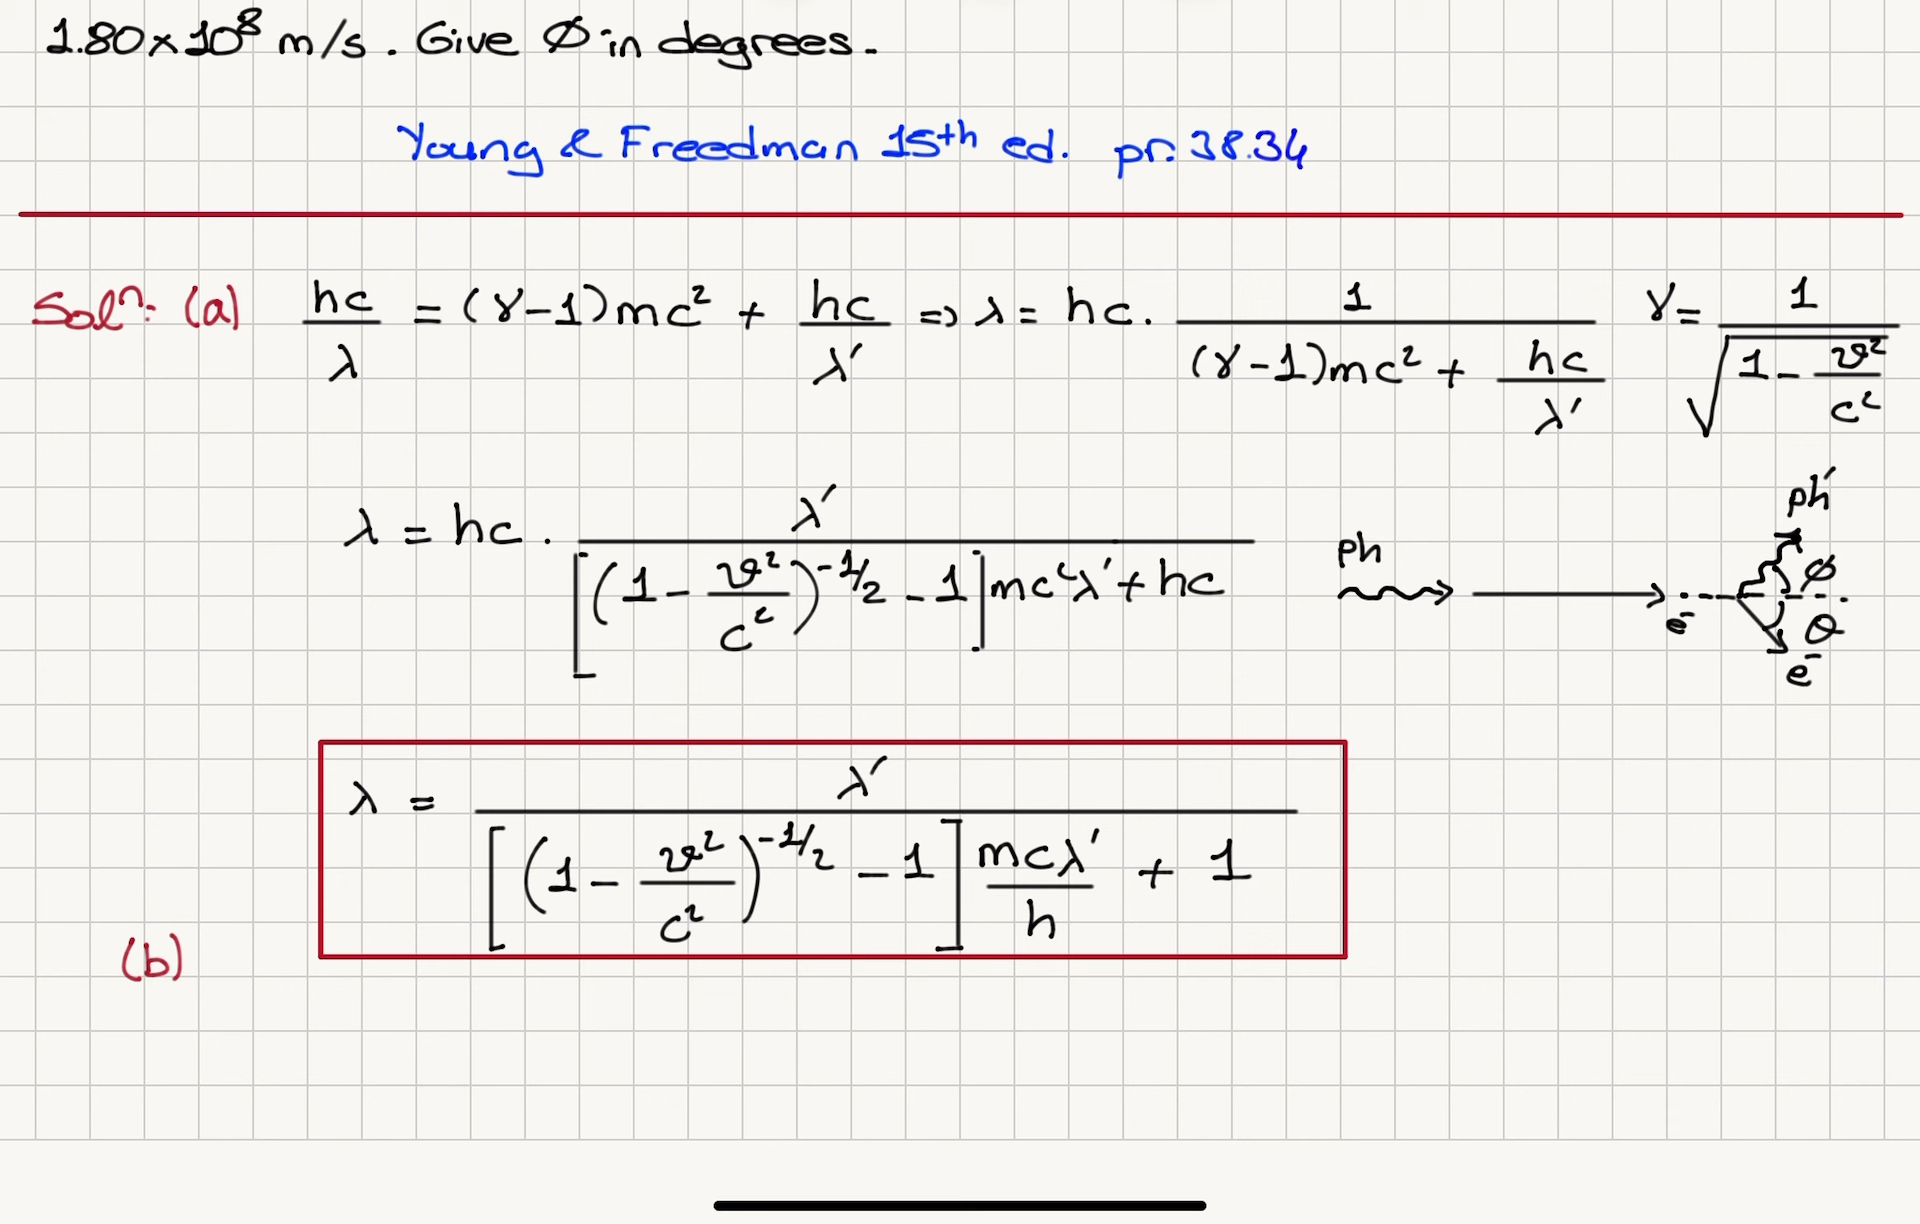 1.80×10⁸ m/s. Give Ø in degrees.
Young & Freedman 15th ed. pr. 38.34
Solⁿ: (a) hc/λ = (γ-1)mc² + hc/λ′ ⇒ λ = hc · 1/((γ-1)mc² + hc/λ′) γ = 1/√(1 - v²/c²)
λ = hc · λ′/([(1 - v²/c²)^(-1/2) - 1]mc²λ′ + hc)
ph
ph′
Ø
e⁻
θ
e⁻
λ = λ′/([(1 - v²/c²)^(-1/2) - 1] mcλ′/h + 1)
(b)